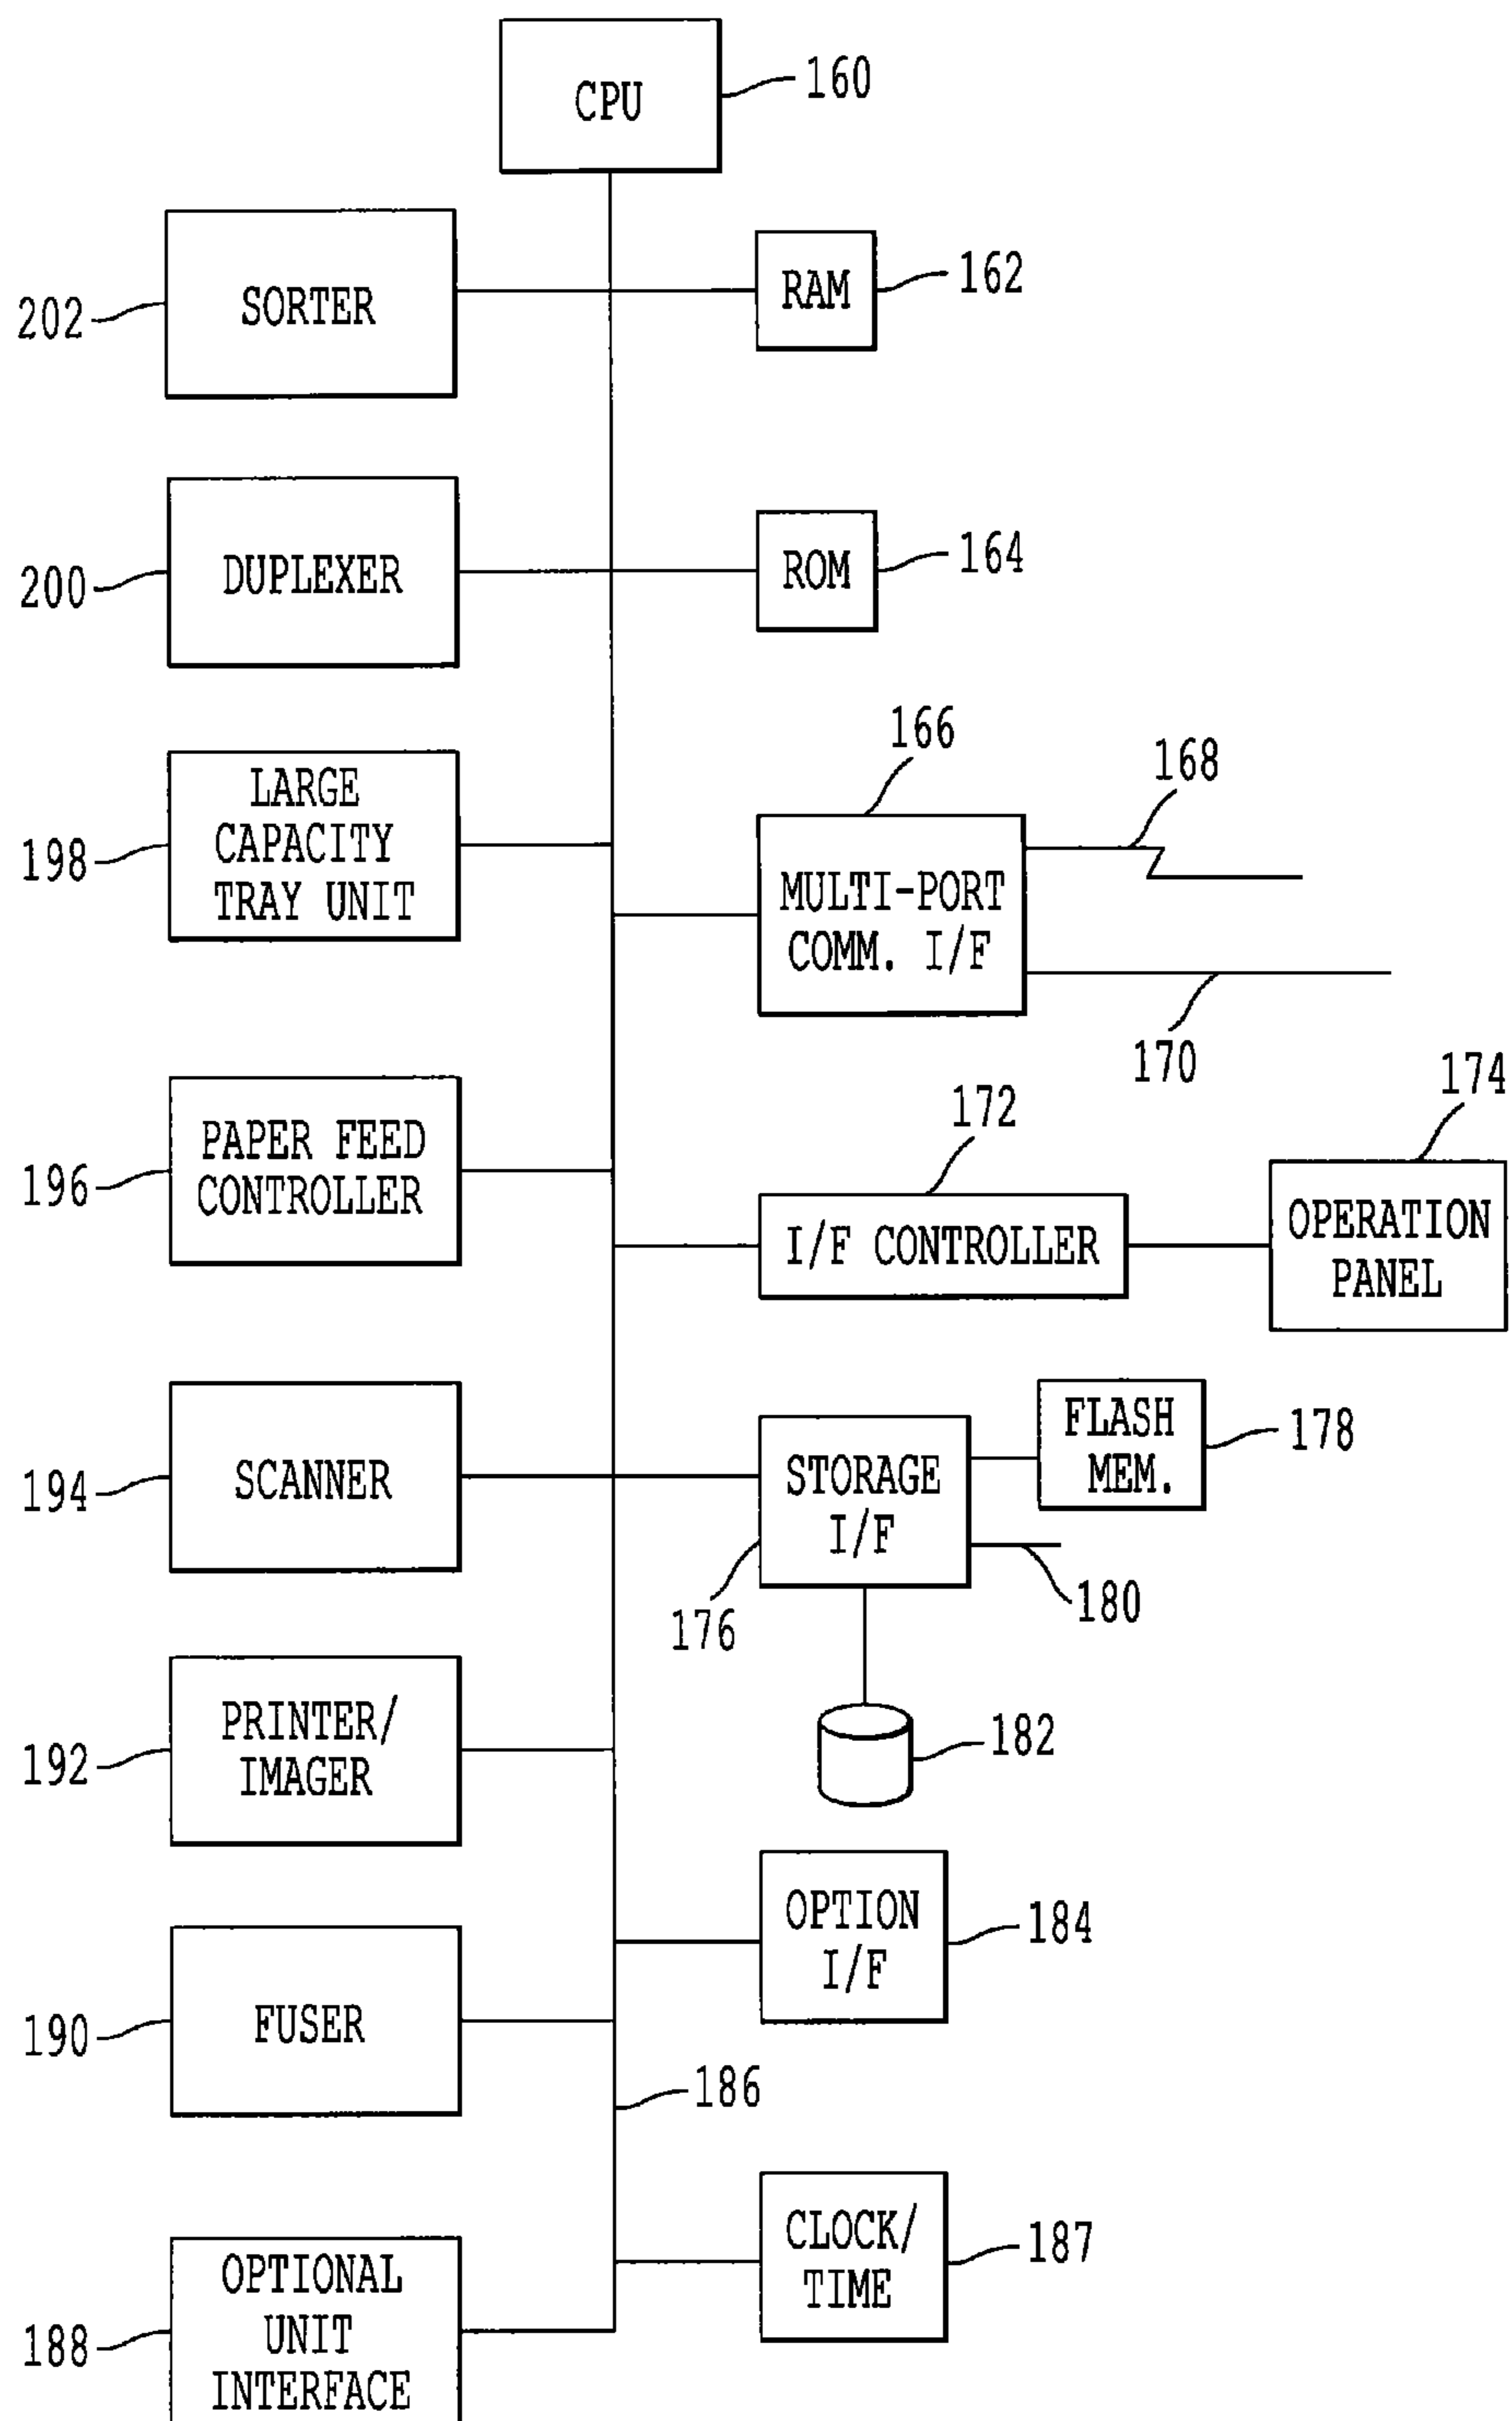 CPU
160
SORTER
202
RAM
162
DUPLEXER
200
ROM
164
LARGE
CAPACITY
TRAY UNIT
198
166
168
MULTI-PORT
COMM. I/F
170
PAPER FEED
CONTROLLER
196
172
I/F CONTROLLER
174
OPERATION
PANEL
SCANNER
194
STORAGE
I/F
176
FLASH
MEM.
178
180
182
PRINTER/
IMAGER
192
OPTION
I/F
184
FUSER
190
186
CLOCK/
TIME
187
OPTIONAL
UNIT
INTERFACE
188